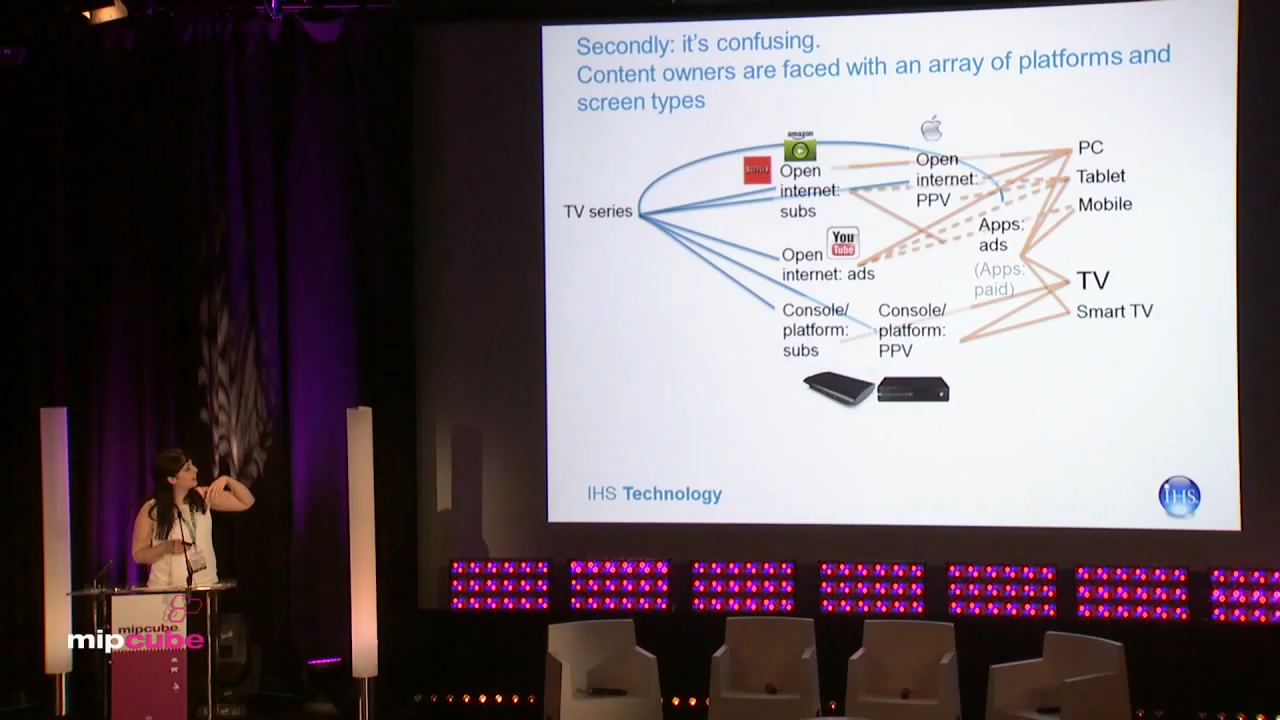 Secondly: it's confusing.
Content owners are faced with an array of platforms and
screen types
amazon
NETFLIX
Open
internet:
subs
Open
internet:
PPV
PC
Tablet
Mobile
TV series
You
Tube
Open
internet: ads
Apps:
ads
(Apps:
paid)
TV
Smart TV
Console/
platform:
subs
Console/
platform:
PPV
IHS Technology
IHS
mipcube
mipcube